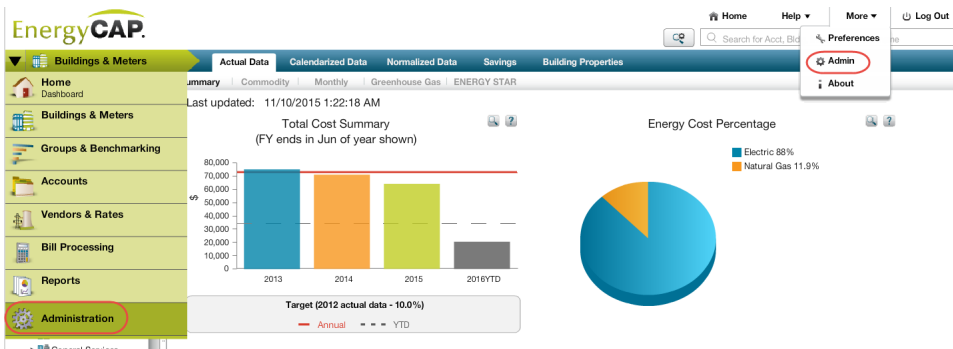 EnergyCAP.
Home Help ▼ More ▼ Log Out
Search for Acct, Bld
me
Preferences
Admin
About
Buildings & Meters
Actual Data Calendarized Data Normalized Data Savings Building Properties
ummary Commodity Monthly Greenhouse Gas ENERGY STAR
Home
Dashboard
Buildings & Meters
Groups & Benchmarking
Accounts
Vendors & Rates
Bill Processing
Reports
Administration
Last updated: 11/10/2015 1:22:18 AM
Total Cost Summary
(FY ends in Jun of year shown)
$
80,000
70,000
60,000
50,000
40,000
30,000
20,000
10,000
0
2013 2014 2015 2016YTD
Target (2012 actual data - 10.0%)
Annual YTD
Energy Cost Percentage
Electric 88%
Natural Gas 11.9%